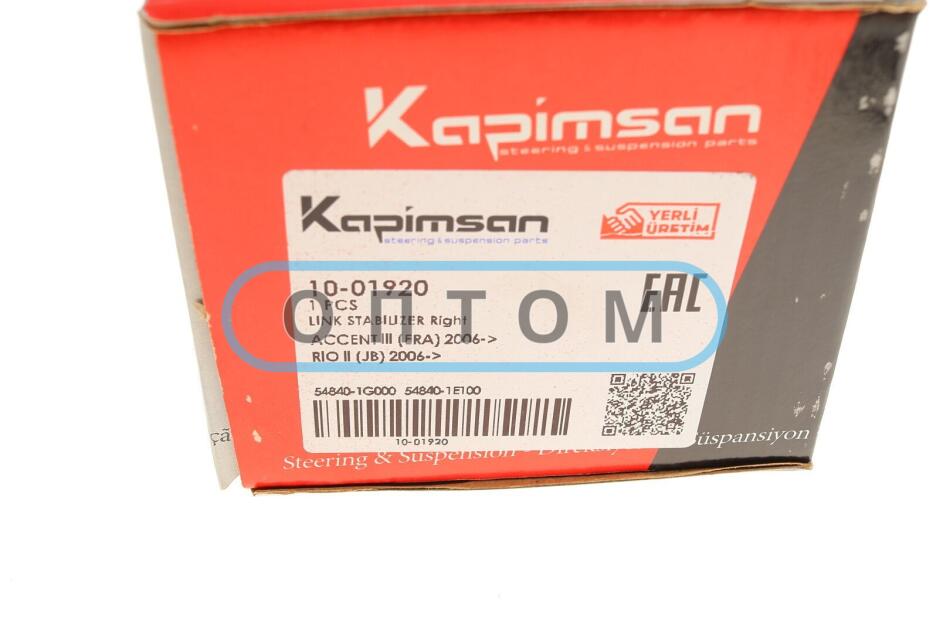 Kapimsan
steering & suspension parts
Kapimsan
steering & suspension parts
YERLİ
ÜRETİM
10-01920
1 PCS
EAC
ОПТОМ
LINK STABILIZER Right
ACCENT III (ERA) 2006->
RIO II (JB) 2006->
54840-1G000 54840-1E100
10-01920
Steering & Suspension - Süspansiyon